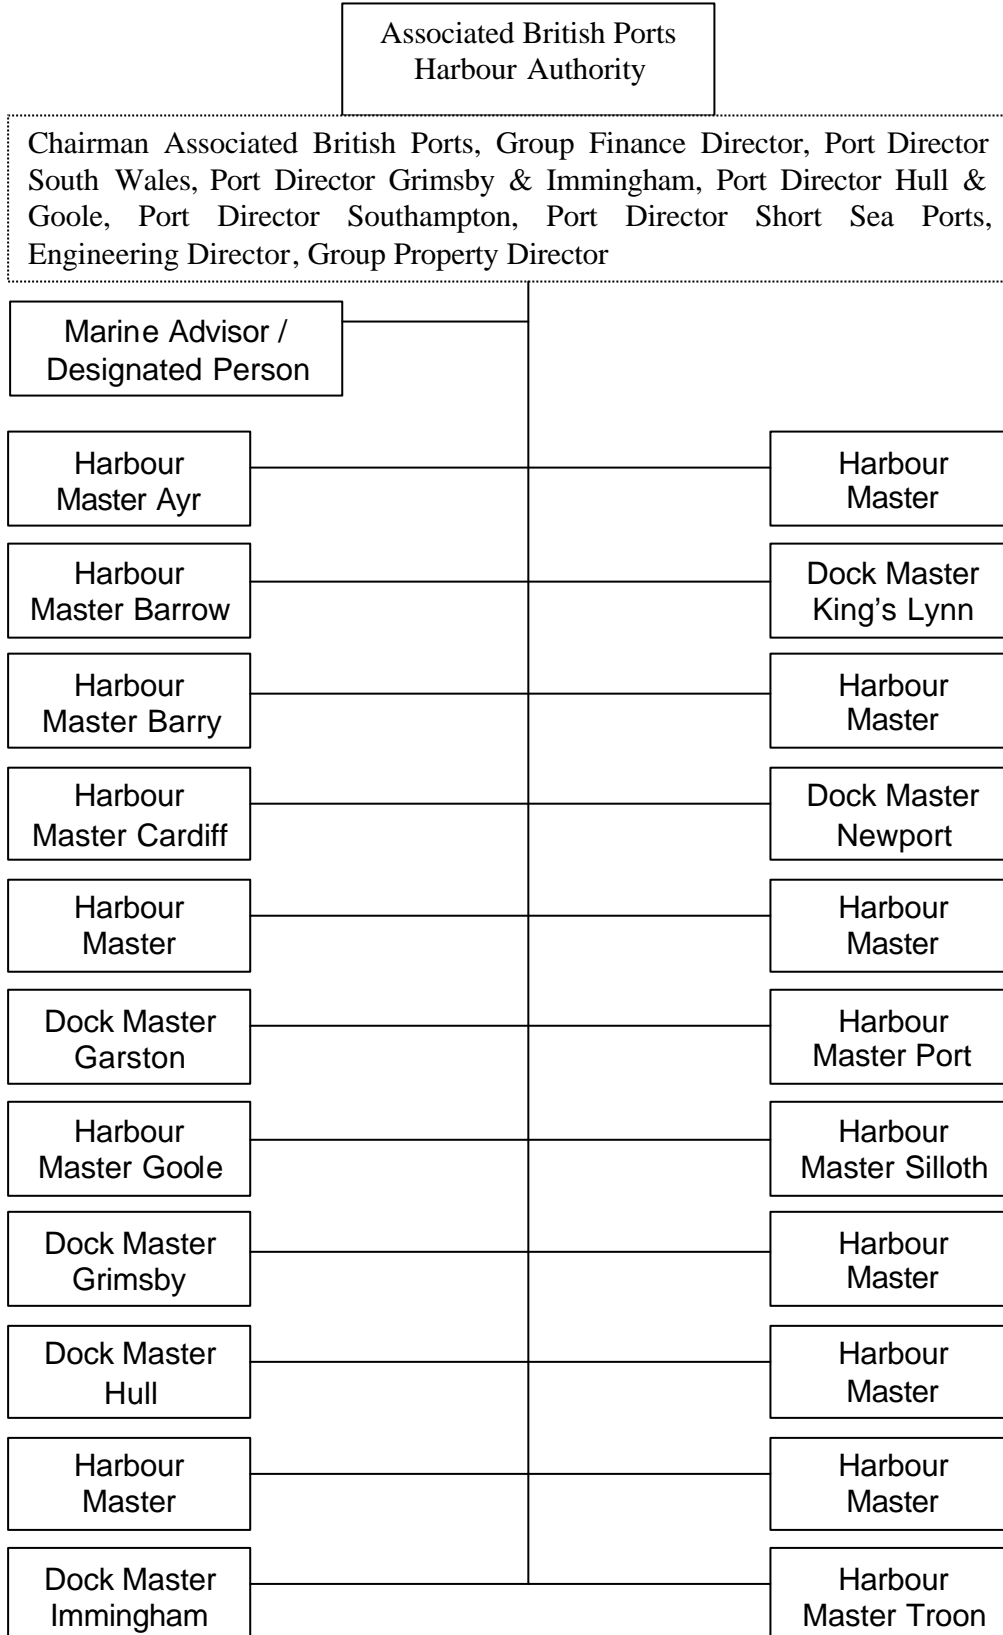 Associated British Ports
Harbour Authority
Chairman Associated British Ports, Group Finance Director, Port Director
South Wales, Port Director Grimsby & Immingham, Port Director Hull &
Goole, Port Director Southampton, Port Director Short Sea Ports,
Engineering Director, Group Property Director
Marine Advisor /
Designated Person
Harbour
Master Ayr
Harbour
Master
Harbour
Master Barrow
Dock Master
King's Lynn
Harbour
Master Barry
Harbour
Master
Harbour
Master Cardiff
Dock Master
Newport
Harbour
Master
Harbour
Master
Dock Master
Garston
Harbour
Master Port
Harbour
Master Goole
Harbour
Master Silloth
Dock Master
Grimsby
Harbour
Master
Dock Master
Hull
Harbour
Master
Harbour
Master
Harbour
Master
Dock Master
Immingham
Harbour
Master Troon